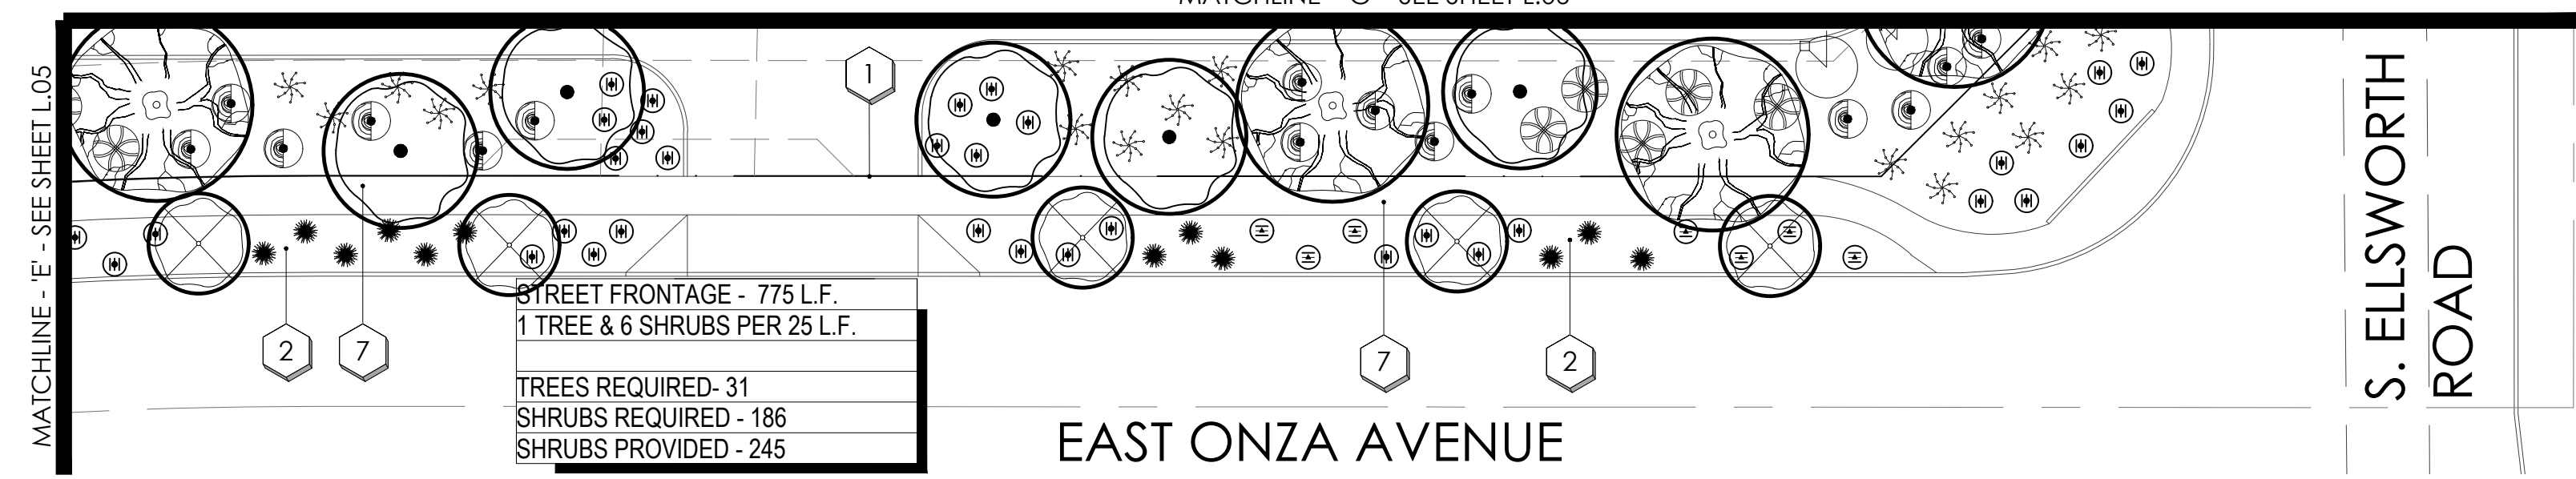 MATCHLINE - 'E' - SEE SHEET L.05
1
2
7
7
2
STREET FRONTAGE - 775 L.F.
1 TREE & 6 SHRUBS PER 25 L.F.
TREES REQUIRED- 31
SHRUBS REQUIRED - 186
SHRUBS PROVIDED - 245
EAST ONZA AVENUE
S. ELLSWORTH
ROAD